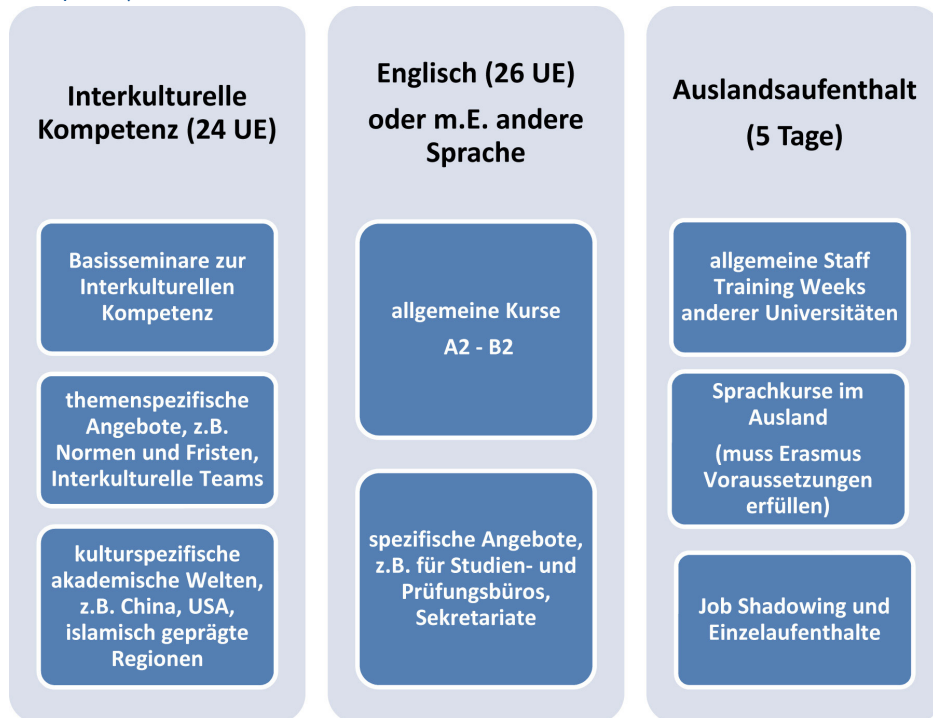 Interkulturelle
Kompetenz (24 UE)
Basisseminare zur
Interkulturellen
Kompetenz
themenspezifische
Angebote, z.B.
Normen und Fristen,
Interkulturelle Teams
kulturspezifische
akademische Welten,
z.B. China, USA,
islamisch geprägte
Regionen
Englisch (26 UE)
oder m.E. andere
Sprache
allgemeine Kurse
A2 - B2
spezifische Angebote,
z.B. für Studien- und
Prüfungsbüros,
Sekretariate
Auslandsaufenthalt
(5 Tage)
allgemeine Staff
Training Weeks
anderer Universitäten
Sprachkurse im
Ausland
(muss Erasmus
Voraussetzungen
erfüllen)
Job Shadowing und
Einzelaufenthalte